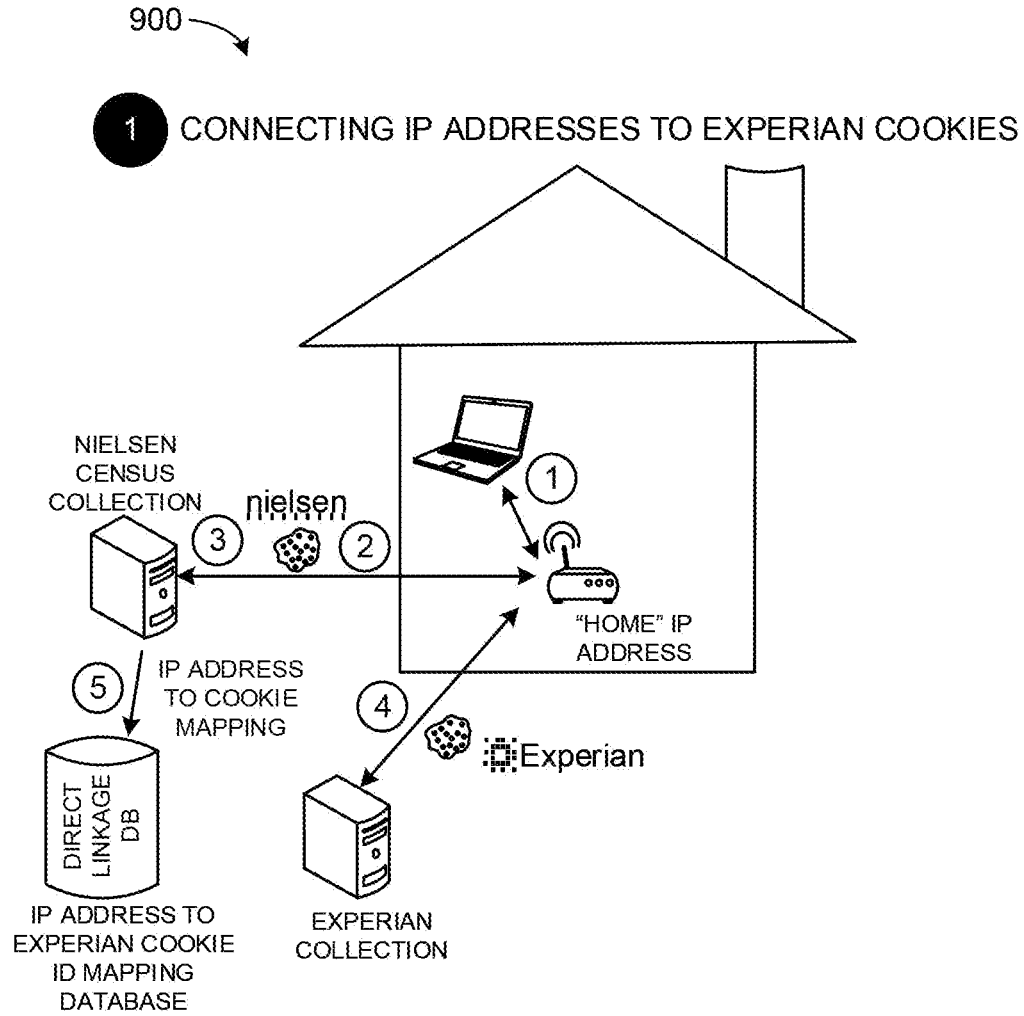 900
1 CONNECTING IP ADDRESSES TO EXPERIAN COOKIES
NIELSEN
CENSUS
COLLECTION
nielsen
1
3
2
"HOME" IP
ADDRESS
5
IP ADDRESS
TO COOKIE
MAPPING
4
Experian
DIRECT
LINKAGE
DB
IP ADDRESS TO
EXPERIAN COOKIE
ID MAPPING
DATABASE
EXPERIAN
COLLECTION